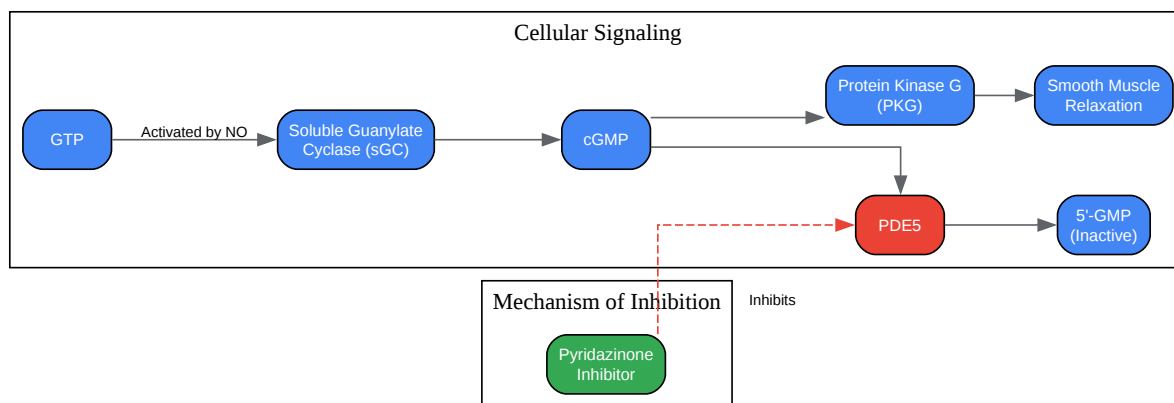 Cellular Signaling
GTP
Activated by NO
Soluble Guanylate
Cyclase (sGC)
cGMP
Protein Kinase G
(PKG)
Smooth Muscle
Relaxation
PDE5
5'-GMP
(Inactive)
Mechanism of Inhibition
Inhibits
Pyridazinone
Inhibitor